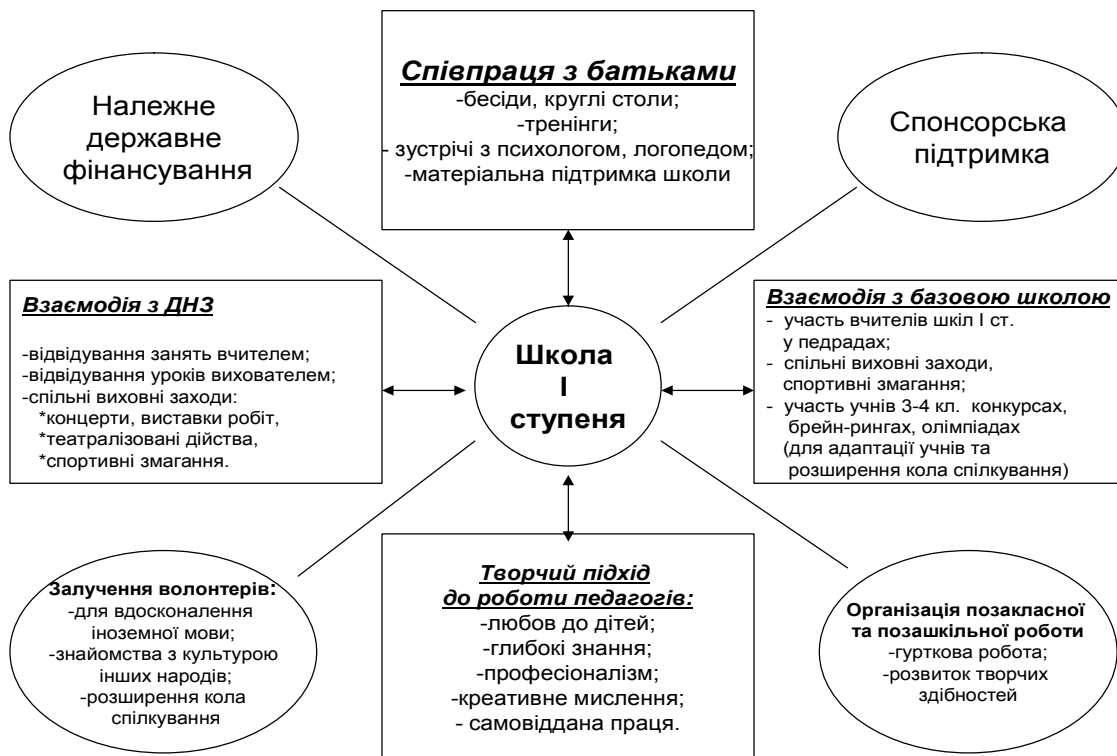 Належне
державне
фінансування
Співпраця з батьками
-бесіди, круглі столи;
-тренінги;
- зустрічі з психологом, логопедом;
-матеріальна підтримка школи
Спонсорська
підтримка
Взаємодія з ДНЗ
-відвідування занять вчителем;
-відвідування уроків вихователем;
-спільні виховні заходи:
*концерти, виставки робіт,
*театралізовані дійства,
*спортивні змагання.
Школа
І
ступеня
Взаємодія з базовою школою
- участь вчителів шкіл І ст.
у педрадах;
- спільні виховні заходи,
спортивні змагання;
- участь учнів 3-4 кл. конкурсах,
брейн-рингах, олімпіадах
(для адаптації учнів та
розширення кола спілкування)
Залучення волонтерів:
-для вдосконалення
іноземної мови;
-знайомства з культурою
інших народів;
-розширення кола
спілкування
Творчий підхід
до роботи педагогів:
-любов до дітей;
-глибокі знання;
-професіоналізм;
-креативне мислення;
- самовіддана праця.
Організація позакласної
та позашкільної роботи
-гурткова робота;
-розвиток творчих
здібностей